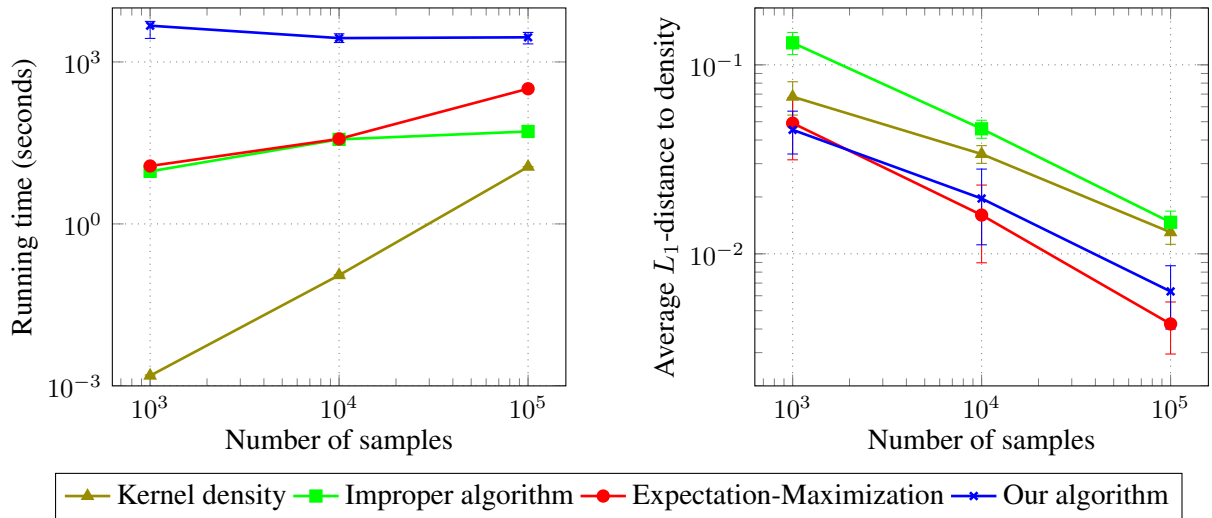 Running time (seconds)
10^3
10^0
10^−3
10^3
10^4
10^5
Number of samples
Average L_1-distance to density
10^−1
10^−2
10^3
10^4
10^5
Number of samples
Kernel density Improper algorithm Expectation-Maximization Our algorithm